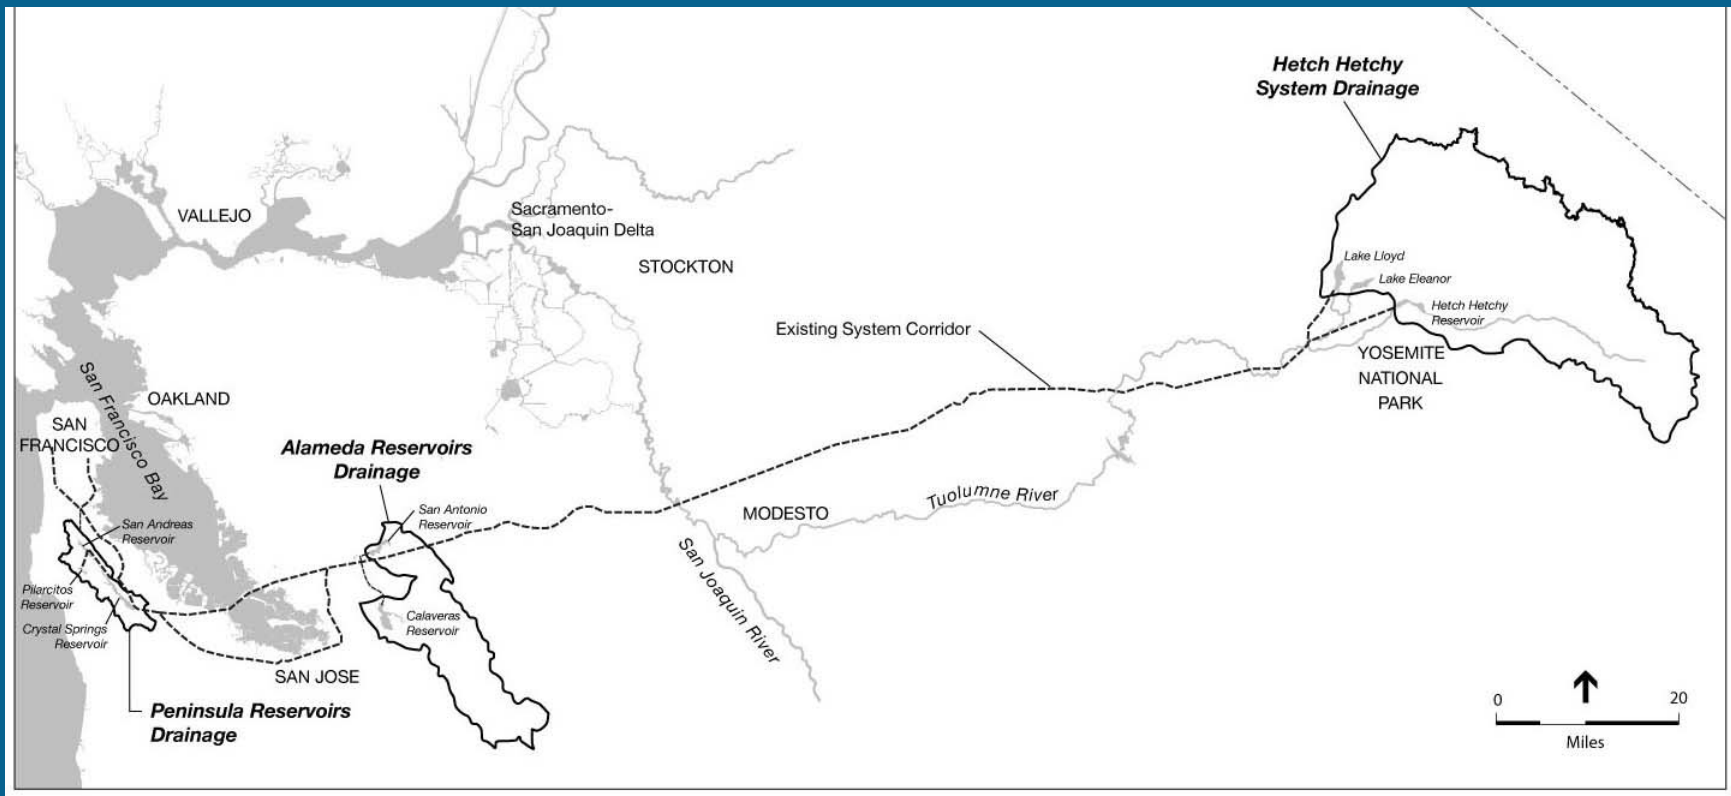 Hetch Hetchy
System Drainage
VALLEJO
Sacramento-
San Joaquin Delta
STOCKTON
Lake Lloyd
Lake Eleanor
Hetch Hetchy
Reservoir
Existing System Corridor
YOSEMITE
NATIONAL
PARK
San Francisco Bay
OAKLAND
SAN
FRANCISCO
Alameda Reservoirs
Drainage
San Antonio
Reservoir
Tuolumne River
MODESTO
San Andreas
Reservoir
San Joaquin River
Pilarcitos
Reservoir
Calaveras
Reservoir
Crystal Springs
Reservoir
SAN JOSE
Peninsula Reservoirs
Drainage
0 20
Miles